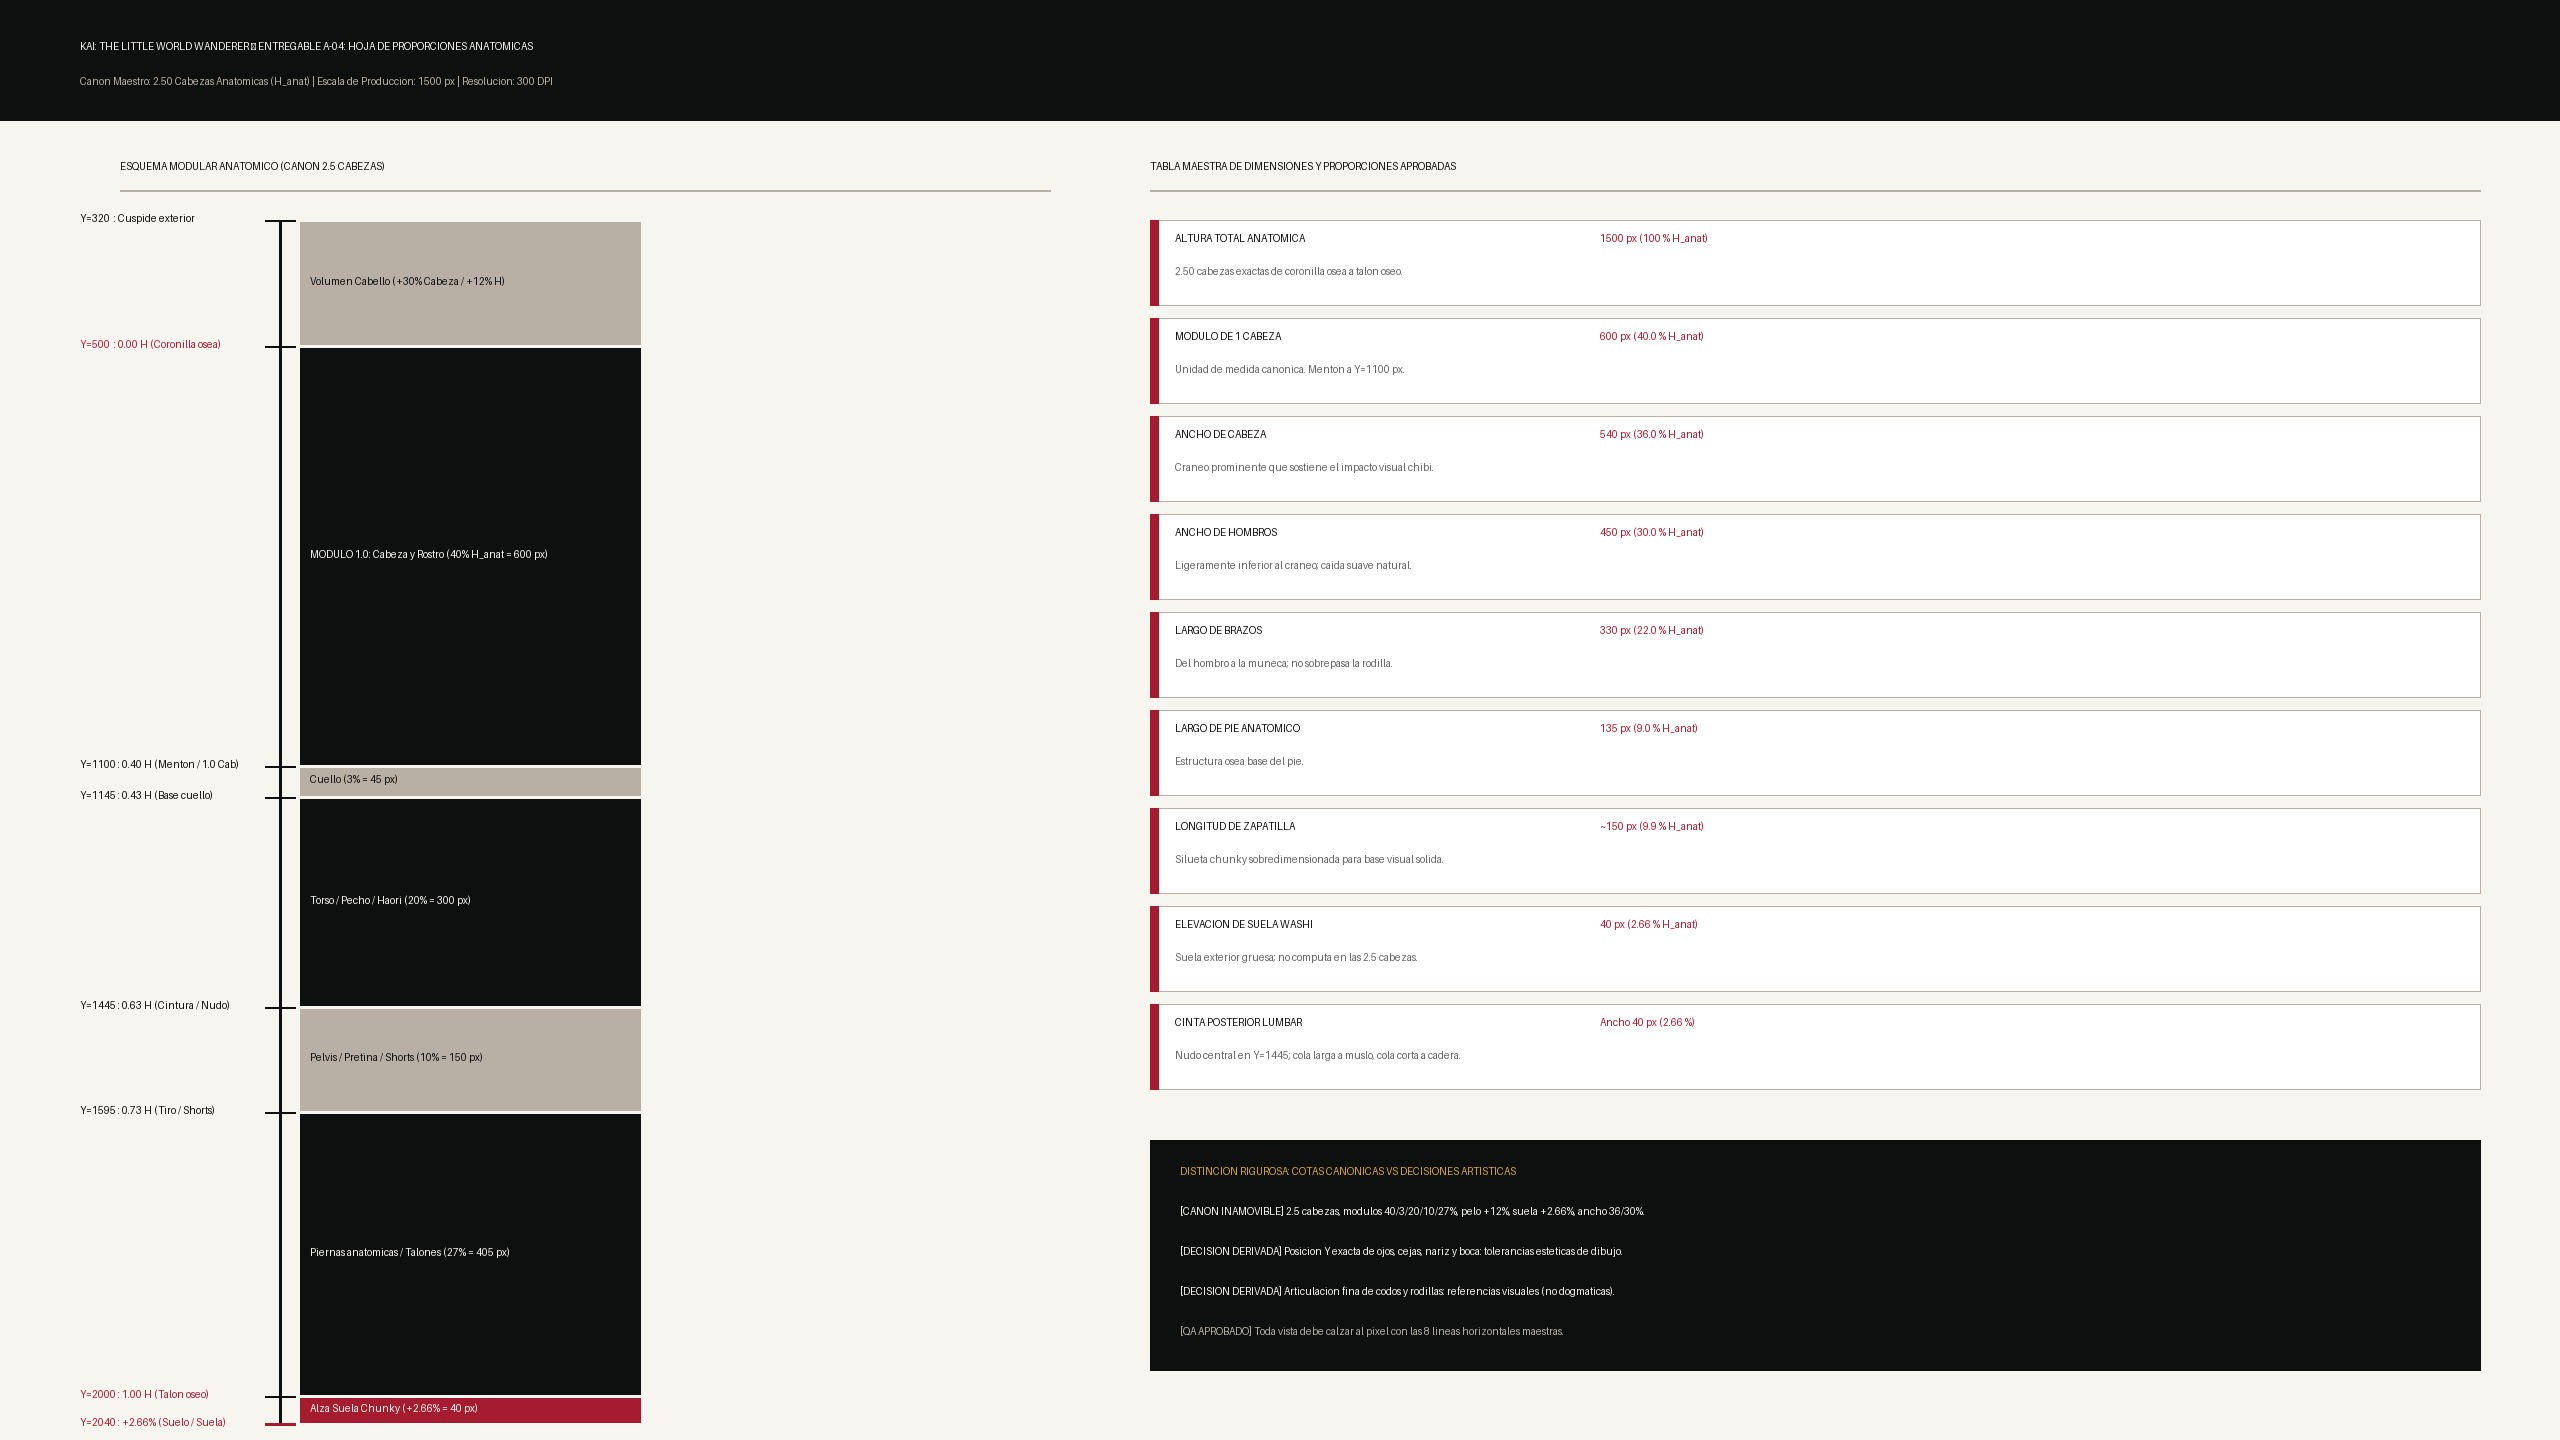 KAI: THE LITTLE WORLD WANDERER ENTREGABLE A-04: HOJA DE PROPORCIONES ANATOMICAS
Canon Maestro: 2.50 Cabezas Anatomicas (H_anat) | Escala de Produccion: 1500 px | Resolucion: 300 DPI
ESQUEMA MODULAR ANATOMICO (CANON 2.5 CABEZAS)
Y=320 : Cuspide exterior
Volumen Cabello (+30% Cabeza / +12% H)
Y=500 : 0.00 H (Coronilla osea)
MODULO 1.0: Cabeza y Rostro (40% H_anat = 600 px)
Y=1100 : 0.40 H (Menton / 1.0 Cab)
Cuello (3% = 45 px)
Y=1145 : 0.43 H (Base cuello)
Torso / Pecho / Haori (20% = 300 px)
Y=1445 : 0.63 H (Cintura / Nudo)
Pelvis / Pretina / Shorts (10% = 150 px)
Y=1595 : 0.73 H (Tiro / Shorts)
Piernas anatomicas / Talones (27% = 405 px)
Y=2000 : 1.00 H (Talon oseo)
Alza Suela Chunky (+2.66% = 40 px)
Y=2040 : +2.66% (Suelo / Suela)
TABLA MAESTRA DE DIMENSIONES Y PROPORCIONES APROBADAS
ALTURA TOTAL ANATOMICA 1500 px (100 % H_anat)
2.50 cabezas exactas de coronilla osea a talon oseo.
MODULO DE 1 CABEZA 600 px (40.0 % H_anat)
Unidad de medida canonica. Menton a Y=1100 px.
ANCHO DE CABEZA 540 px (36.0 % H_anat)
Craneo prominente que sostiene el impacto visual chibi.
ANCHO DE HOMBROS 450 px (30.0 % H_anat)
Ligeramente inferior al craneo; caida suave natural.
LARGO DE BRAZOS 330 px (22.0 % H_anat)
Del hombro a la muneca; no sobrepasa la rodilla.
LARGO DE PIE ANATOMICO 135 px (9.0 % H_anat)
Estructura osea base del pie.
LONGITUD DE ZAPATILLA ~150 px (9.9 % H_anat)
Silueta chunky sobredimensionada para base visual solida.
ELEVACION DE SUELA WASHI 40 px (2.66 % H_anat)
Suela exterior gruesa; no computa en las 2.5 cabezas.
CINTA POSTERIOR LUMBAR Ancho 40 px (2.66 %)
Nudo central en Y=1445; cola larga a muslo, cola corta a cadera.
DISTINCION RIGUROSA: COTAS CANONICAS VS DECISIONES ARTISTICAS
[CANON INAMOVIBLE] 2.5 cabezas, modulos 40/3/20/10/27%, pelo +12%, suela +2.66%, ancho 36/30%.
[DECISION DERIVADA] Posicion Y exacta de ojos, cejas, nariz y boca: tolerancias esteticas de dibujo.
[DECISION DERIVADA] Articulacion fina de codos y rodillas: referencias visuales (no dogmaticas).
[QA APROBADO] Toda vista debe calzar al pixel con las 8 lineas horizontales maestras.